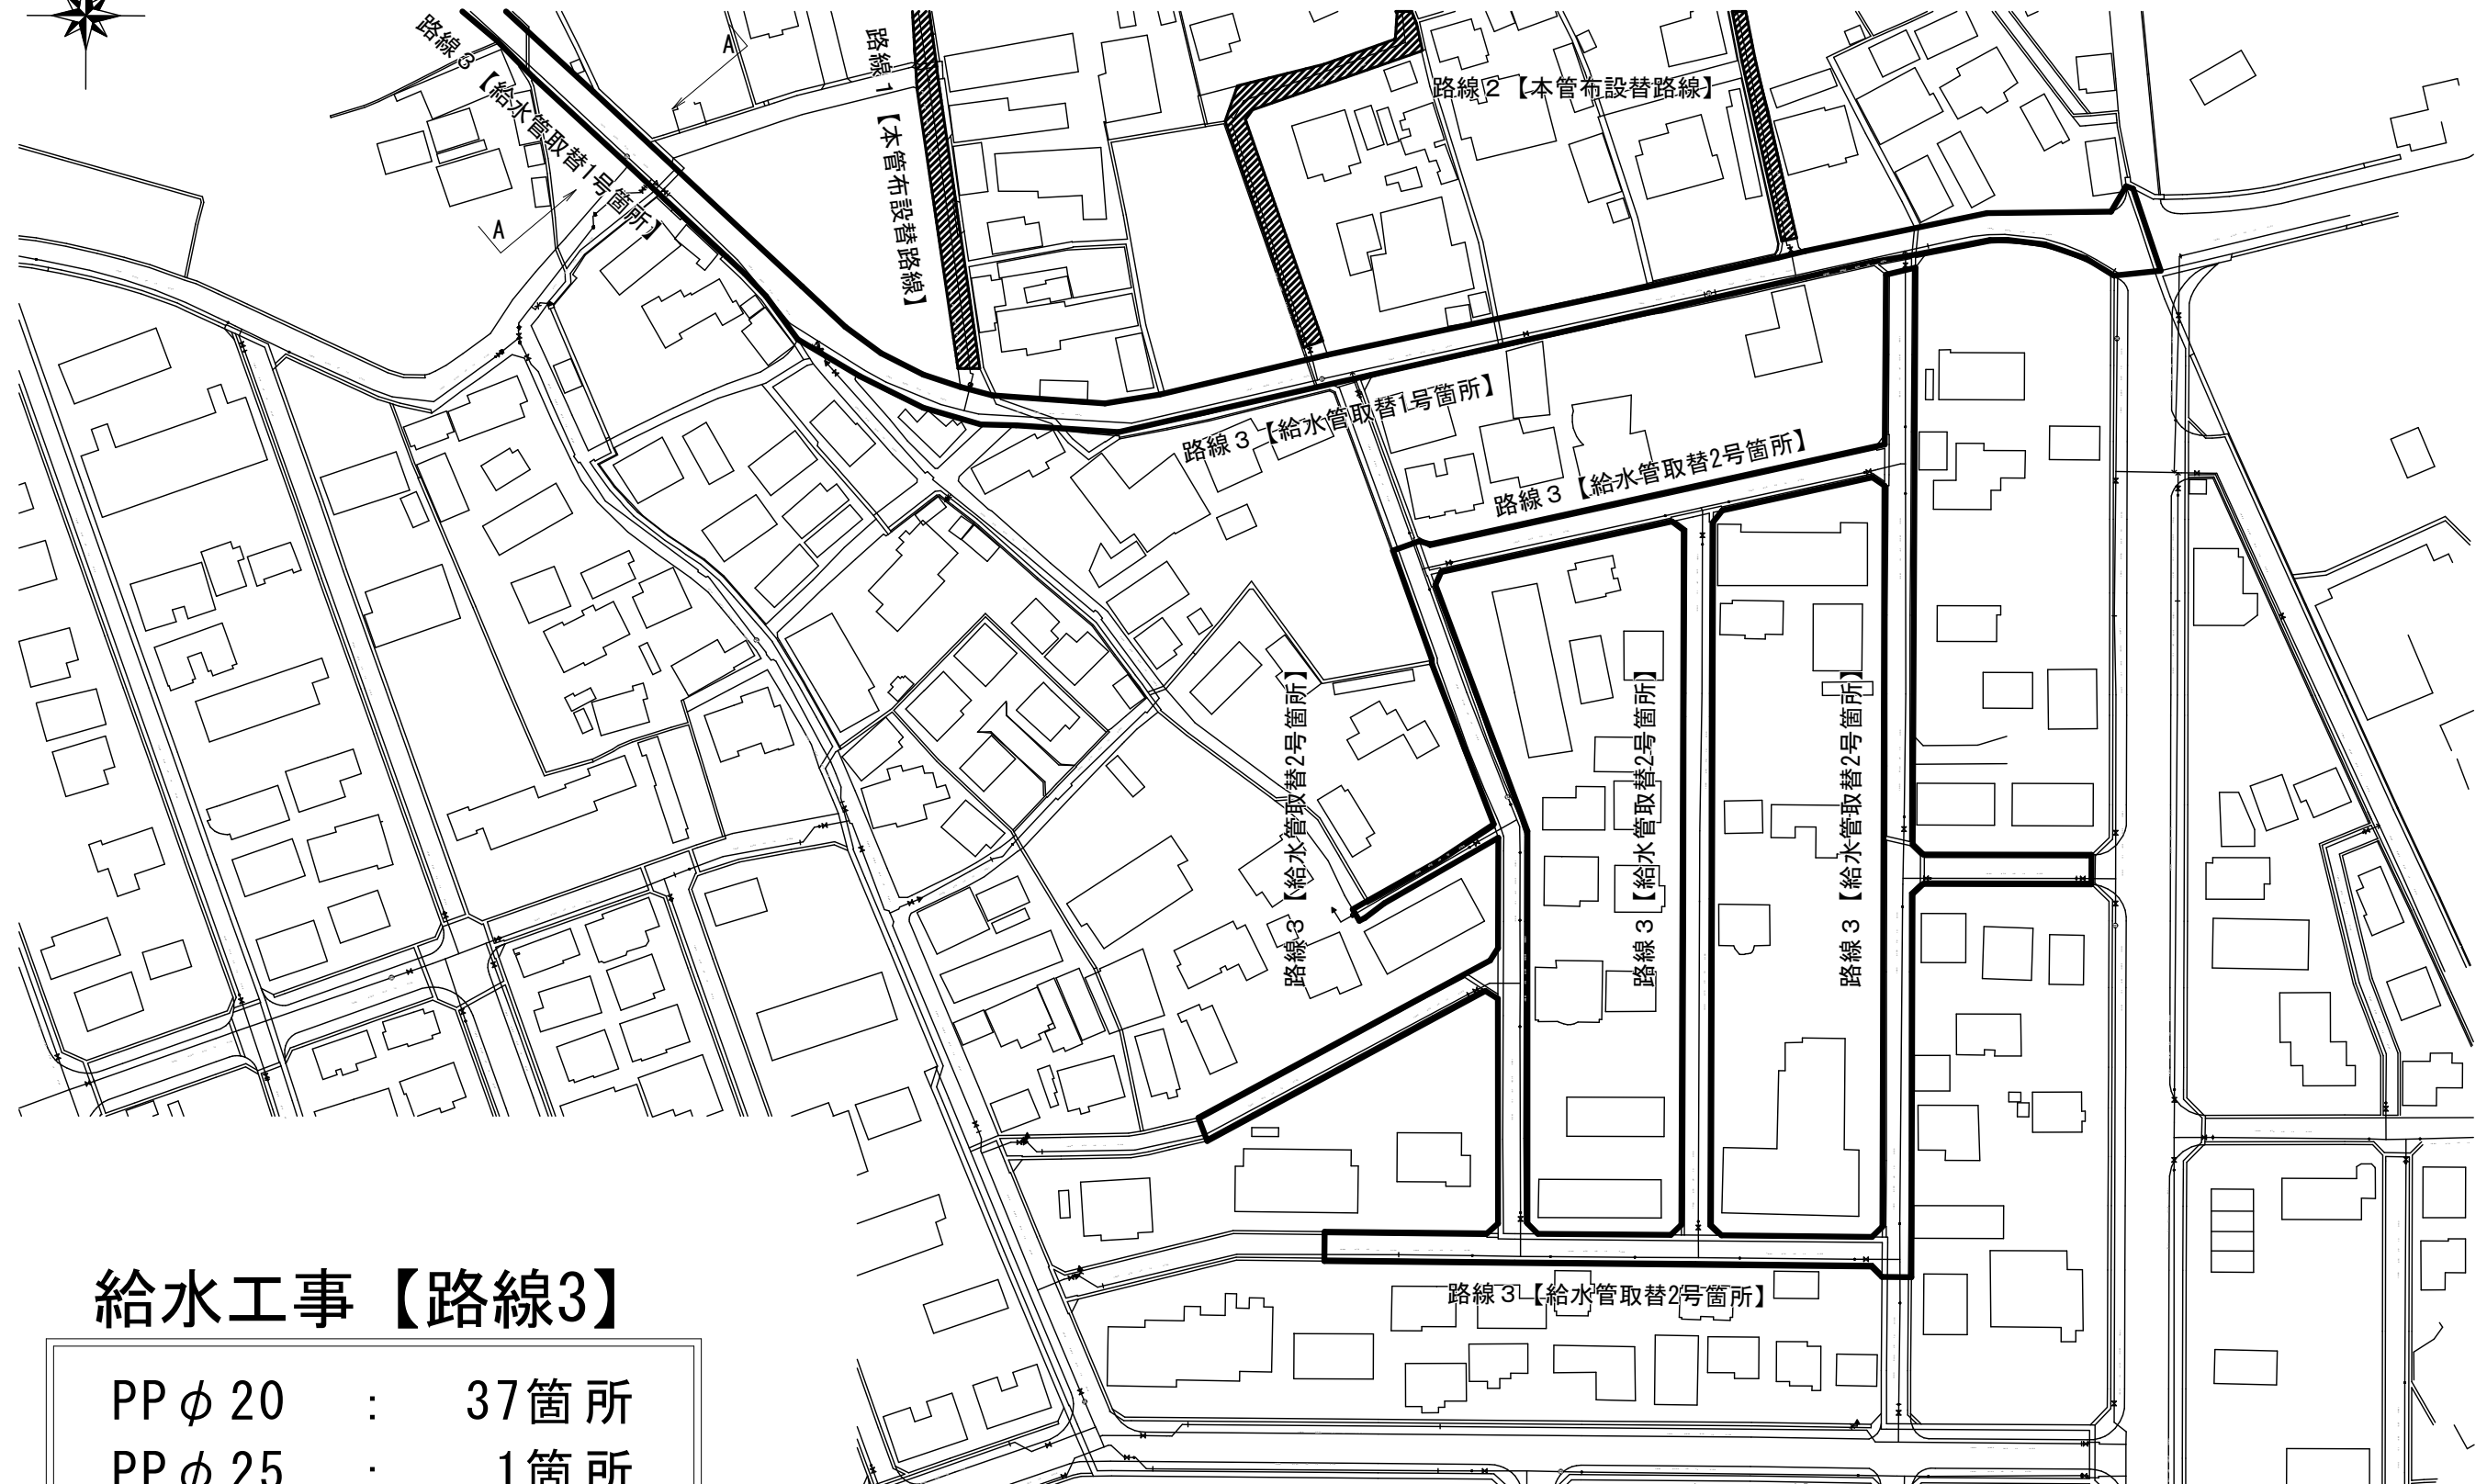 路線3
【給水管取替1号箇所】
A
A
路線1
【本管布設替路線】
路線2【本管布設替路線】
路線3【給水管取替1号箇所】
路線3【給水管取替2号箇所】
路線3【給水管取替2号箇所】
路線3【給水管取替2号箇所】
路線3【給水管取替2号箇所】
路線3【給水管取替2号箇所】
給水工事【路線3】
PPφ20 : 37箇所
PPφ25 : 1箇所